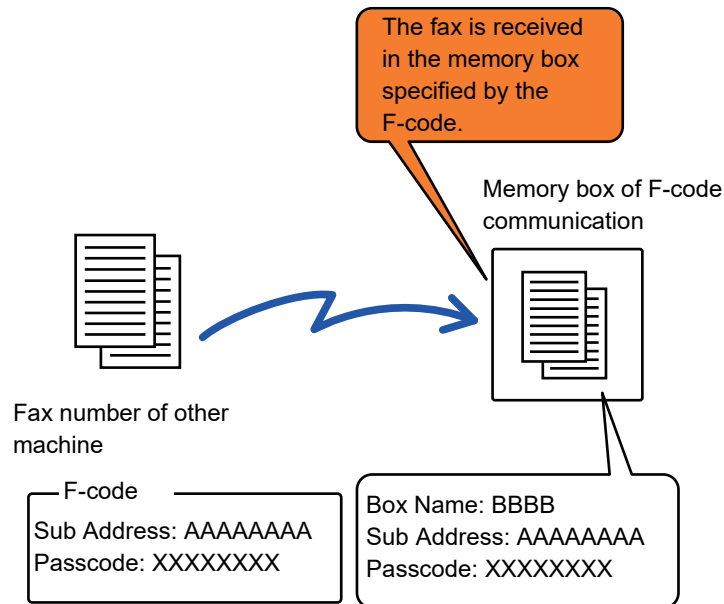 The fax is received
in the memory box
specified by the
F-code.
Memory box of F-code
communication
Fax number of other
machine
F-code
Sub Address: AAAAAAAA
Passcode: XXXXXXXX
Box Name: BBBB
Sub Address: AAAAAAAA
Passcode: XXXXXXXX